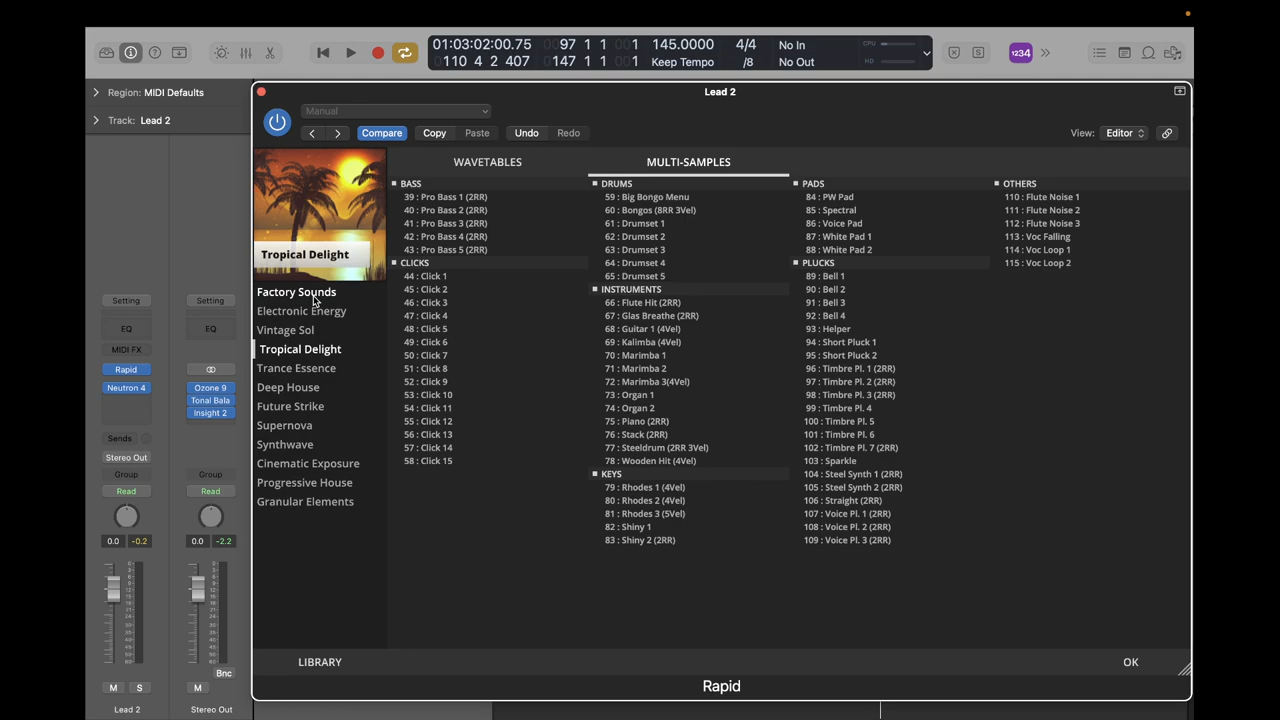 01:03:02:00.75
0097 1 1 001
145.0000
4/4
No In
CPU
0110 4 2 407
0147 1 1 001
Keep Tempo
/8
No Out
HD
S
1234
Region: MIDI Defaults
Track: Lead 2
Lead 2
Manual
Compare
Copy
Paste
Undo
Redo
View:
Editor
WAVETABLES
MULTI-SAMPLES
Tropical Delight
Factory Sounds
Electronic Energy
Vintage Sol
Tropical Delight
Trance Essence
Deep House
Future Strike
Supernova
Synthwave
Cinematic Exposure
Progressive House
Granular Elements
BASS
39 : Pro Bass 1 (2RR)
40 : Pro Bass 2 (2RR)
41 : Pro Bass 3 (2RR)
42 : Pro Bass 4 (2RR)
43 : Pro Bass 5 (2RR)
CLICKS
44 : Click 1
45 : Click 2
46 : Click 3
47 : Click 4
48 : Click 5
49 : Click 6
50 : Click 7
51 : Click 8
52 : Click 9
53 : Click 10
54 : Click 11
55 : Click 12
56 : Click 13
57 : Click 14
58 : Click 15
DRUMS
59 : Big Bongo Menu
60 : Bongos (8RR 3Vel)
61 : Drumset 1
62 : Drumset 2
63 : Drumset 3
64 : Drumset 4
65 : Drumset 5
INSTRUMENTS
66 : Flute Hit (2RR)
67 : Glas Breathe (2RR)
68 : Guitar 1 (4Vel)
69 : Kalimba (4Vel)
70 : Marimba 1
71 : Marimba 2
72 : Marimba 3(4Vel)
73 : Organ 1
74 : Organ 2
75 : Piano (2RR)
76 : Stack (2RR)
77 : Steeldrum (2RR 3Vel)
78 : Wooden Hit (4Vel)
KEYS
79 : Rhodes 1 (4Vel)
80 : Rhodes 2 (4Vel)
81 : Rhodes 3 (5Vel)
82 : Shiny 1
83 : Shiny 2 (2RR)
PADS
84 : PW Pad
85 : Spectral
86 : Voice Pad
87 : White Pad 1
88 : White Pad 2
PLUCKS
89 : Bell 1
90 : Bell 2
91 : Bell 3
92 : Bell 4
93 : Helper
94 : Short Pluck 1
95 : Short Pluck 2
96 : Timbre Pl. 1 (2RR)
97 : Timbre Pl. 2 (2RR)
98 : Timbre Pl. 3 (2RR)
99 : Timbre Pl. 4
100 : Timbre Pl. 5
101 : Timbre Pl. 6
102 : Timbre Pl. 7 (2RR)
103 : Sparkle
104 : Steel Synth 1 (2RR)
105 : Steel Synth 2 (2RR)
106 : Straight (2RR)
107 : Voice Pl. 1 (2RR)
108 : Voice Pl. 2 (2RR)
109 : Voice Pl. 3 (2RR)
OTHERS
110 : Flute Noise 1
111 : Flute Noise 2
112 : Flute Noise 3
113 : Voc Falling
114 : Voc Loop 1
115 : Voc Loop 2
LIBRARY
OK
Rapid
Setting
Setting
EQ
EQ
MIDI FX
Rapid
Neutron 4
Ozone 9
Tonal Bala
Insight 2
Sends
Stereo Out
Group
Group
Read
Read
0.0
-0.2
0.0
-2.2
Bnc
M
S
M
Lead 2
Stereo Out